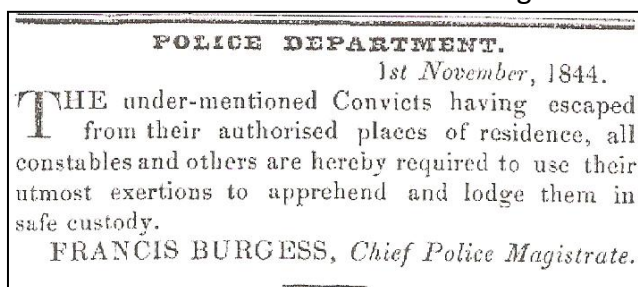 POLICE DEPARTMENT.
1st November, 1844.
THE under-mentioned Convicts having escaped
from their authorised places of residence, all
constables and others are hereby required to use their
utmost exertions to apprehend and lodge them in
safe custody.
FRANCIS BURGESS, Chief Police Magistrate.